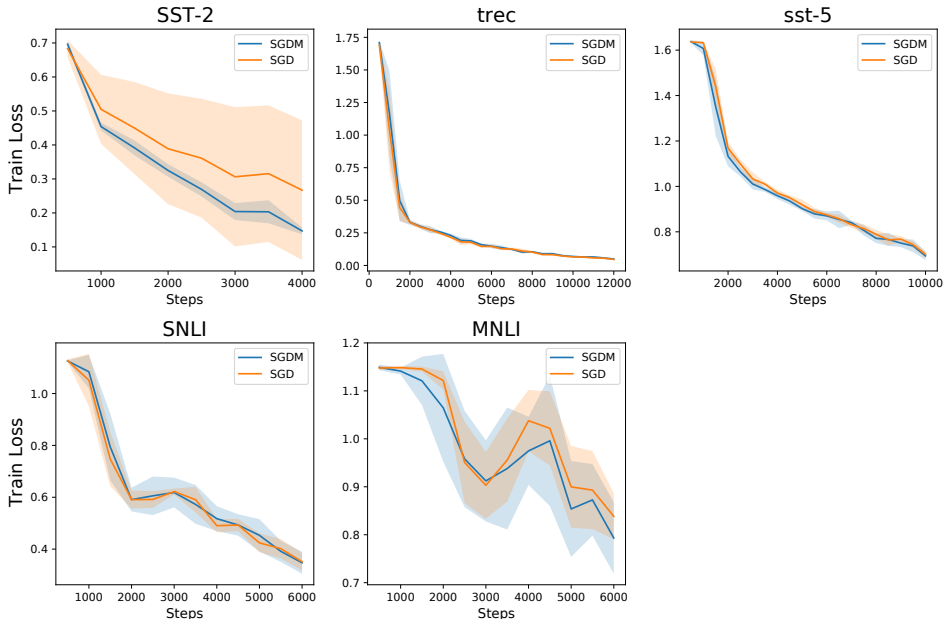 SST-2
Train Loss
0.7
0.6
0.5
0.4
0.3
0.2
0.1
1000 2000 3000 4000
Steps
SGDM
SGD
trec
1.75
1.50
1.25
1.00
0.75
0.50
0.25
0.00
0 2000 4000 6000 8000 10000 12000
Steps
SGDM
SGD
sst-5
1.6
1.4
1.2
1.0
0.8
2000 4000 6000 8000 10000
Steps
SGDM
SGD
SNLI
Train Loss
1.0
0.8
0.6
0.4
1000 2000 3000 4000 5000 6000
Steps
SGDM
SGD
MNLI
1.2
1.1
1.0
0.9
0.8
0.7
1000 2000 3000 4000 5000 6000
Steps
SGDM
SGD